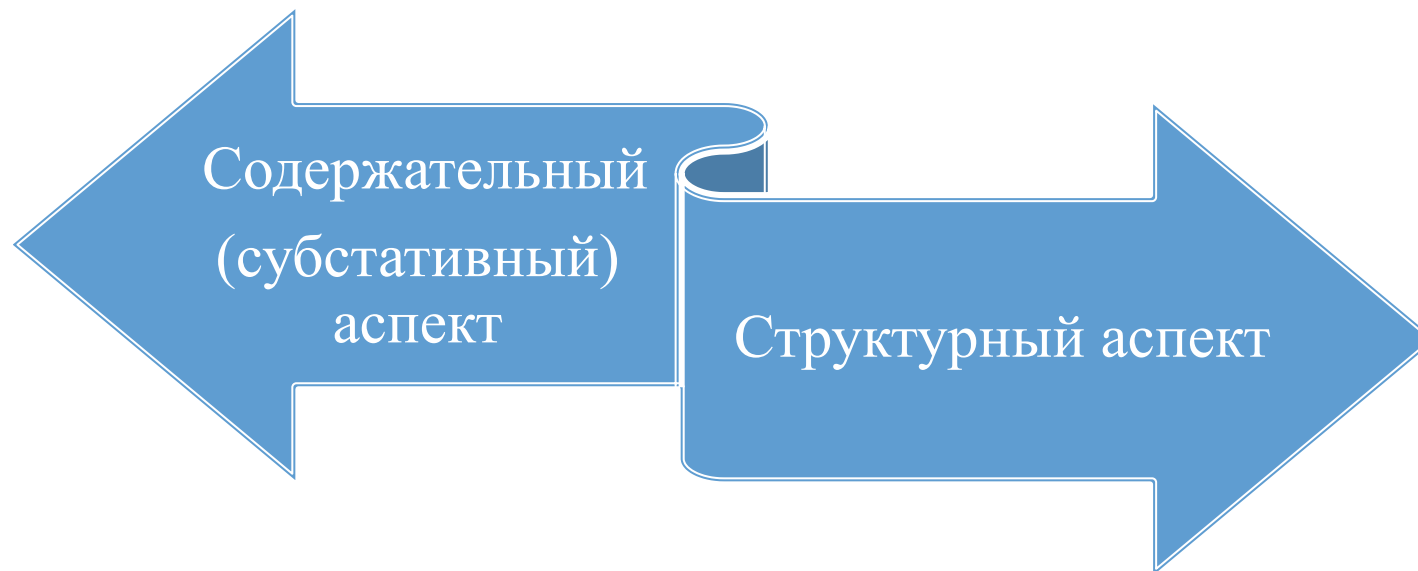 Содержательный
(субстативный)
аспект
Структурный аспект